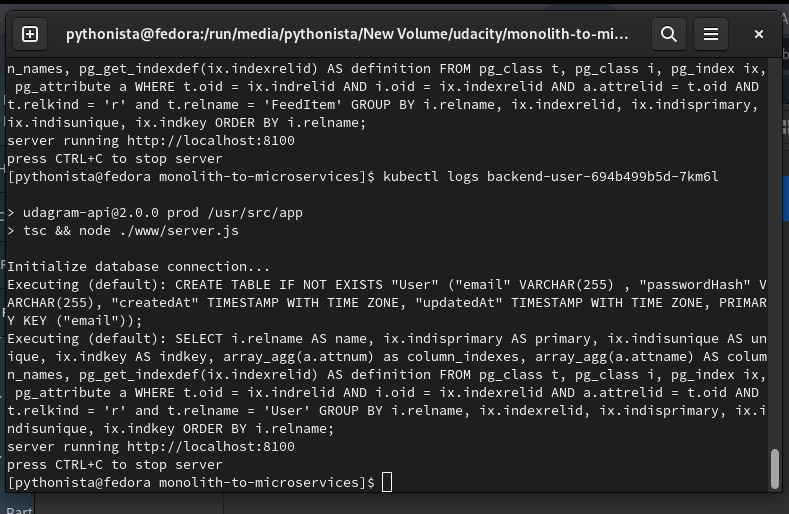 pythonista@fedora:/run/media/pythonista/New Volume/udacity/monolith-to-mi...
n_names, pg_get_indexdef(ix.indexrelid) AS definition FROM pg_class t, pg_class i, pg_index ix,
 pg_attribute a WHERE t.oid = ix.indrelid AND i.oid = ix.indexrelid AND a.attrelid = t.oid AND
t.relkind = 'r' and t.relname = 'FeedItem' GROUP BY i.relname, ix.indexrelid, ix.indisprimary,
ix.indisunique, ix.indkey ORDER BY i.relname;
server running http://localhost:8100
press CTRL+C to stop server
[pythonista@fedora monolith-to-microservices]$ kubectl logs backend-user-694b499b5d-7km6l

> udagram-api@2.0.0 prod /usr/src/app
> tsc && node ./www/server.js

Initialize database connection...
Executing (default): CREATE TABLE IF NOT EXISTS "User" ("email" VARCHAR(255) , "passwordHash" V
ARCHAR(255), "createdAt" TIMESTAMP WITH TIME ZONE, "updatedAt" TIMESTAMP WITH TIME ZONE, PRIMAR
Y KEY ("email"));
Executing (default): SELECT i.relname AS name, ix.indisprimary AS primary, ix.indisunique AS un
ique, ix.indkey AS indkey, array_agg(a.attnum) as column_indexes, array_agg(a.attname) AS colum
n_names, pg_get_indexdef(ix.indexrelid) AS definition FROM pg_class t, pg_class i, pg_index ix,
 pg_attribute a WHERE t.oid = ix.indrelid AND i.oid = ix.indexrelid AND a.attrelid = t.oid AND
t.relkind = 'r' and t.relname = 'User' GROUP BY i.relname, ix.indexrelid, ix.indisprimary, ix.i
ndisunique, ix.indkey ORDER BY i.relname;
server running http://localhost:8100
press CTRL+C to stop server
[pythonista@fedora monolith-to-microservices]$
Part